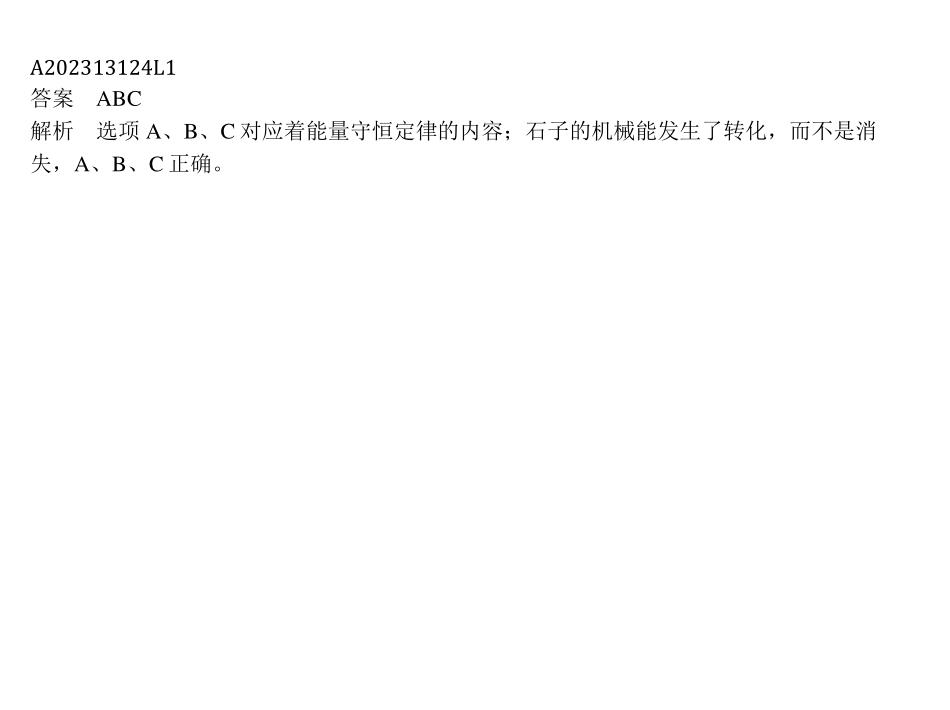 A202313124L1
答案　ABC
解析　选项 A、B、C 对应着能量守恒定律的内容；石子的机械能发生了转化，而不是消
失，A、B、C 正确。